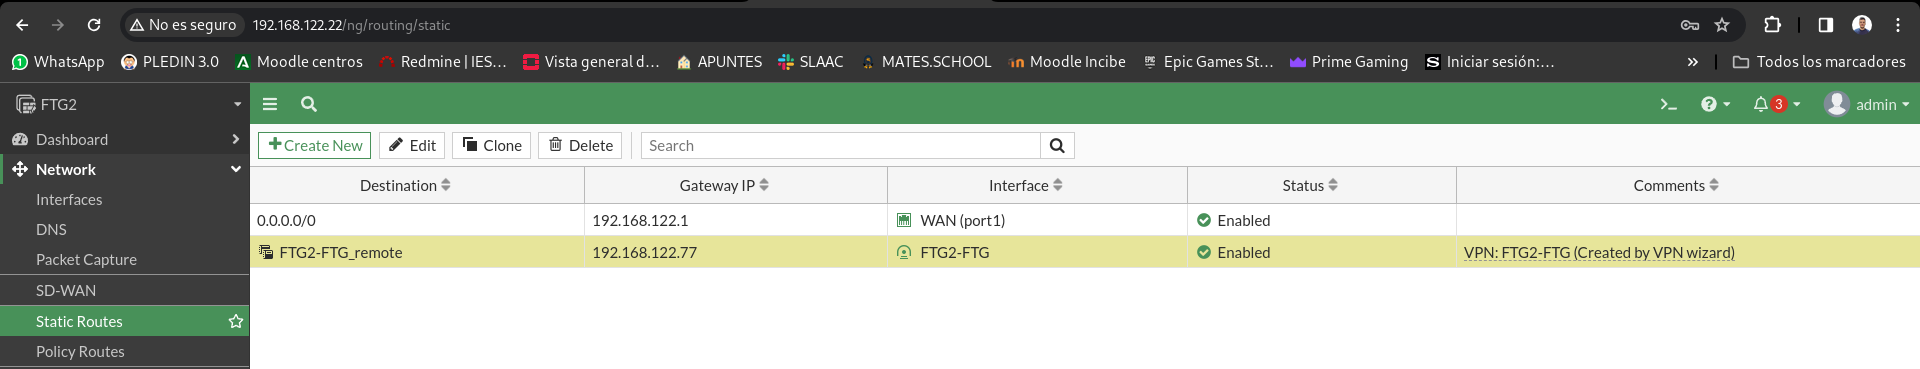 No es seguro 192.168.122.22/ng/routing/static
WhatsApp PLEDIN 3.0 Moodle centros Redmine | IES... Vista general d... APUNTES SLAAC MATES.SCHOOL Moodle Incibe EPIC GAMES Epic Games St... Prime Gaming S Iniciar sesión:... » Todos los marcadores
FTG2
>_ ? 3 admin
Dashboard
Create New Edit Clone Delete Search
Network
Destination Gateway IP Interface Status Comments
Interfaces
0.0.0.0/0 192.168.122.1 WAN (port1) Enabled
DNS
FTG2-FTG_remote 192.168.122.77 FTG2-FTG Enabled VPN: FTG2-FTG (Created by VPN wizard)
Packet Capture
SD-WAN
Static Routes
Policy Routes